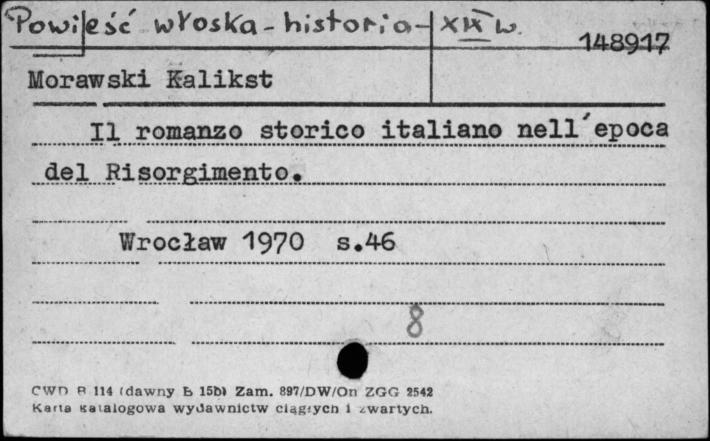 Powieść włoska - historia - XIX w.
148917
Morawski Kalikst
Il romanzo storico italiano nell'epoca
del Risorgimento.
Wrocław 1970 s.46
8
CWD B 114 (dawny Ł 15b) Zam. 897/DW/On ZGG 2542
Karta katalogowa wydawnictw ciągłych i zwartych.